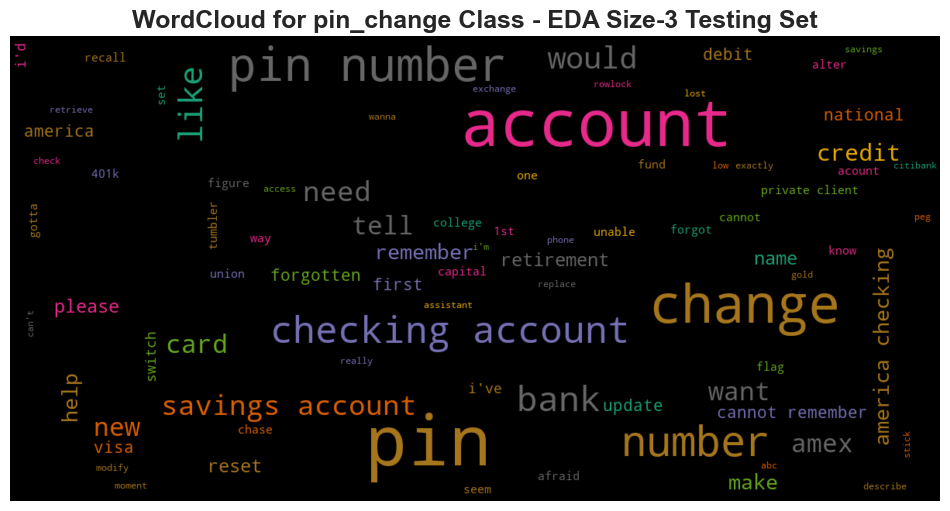 WordCloud for pin_change Class - EDA Size-3 Testing Set
i'd
recall
set
like
pin number
would
debit
savings
alter
exchange
rowlock
lost
retrieve
wanna
america
account
national
credit
check
401k
figure
access
need
one
fund
low exactly
acount
citibank
private client
gotta
tumbler
way
tell
college
1st
unable
forgot
cannot
peg
phone
i'm
remember
union
forgotten
first
capital
retirement
name
know
gold
replace
please
can't
assistant
change
america checking
checking account
switch
card
really
flag
help
i've
savings account
bank
update
want
cannot remember
new
visa
chase
pin
number
amex
stick
modify
reset
abc
moment
seem
afraid
make
describe